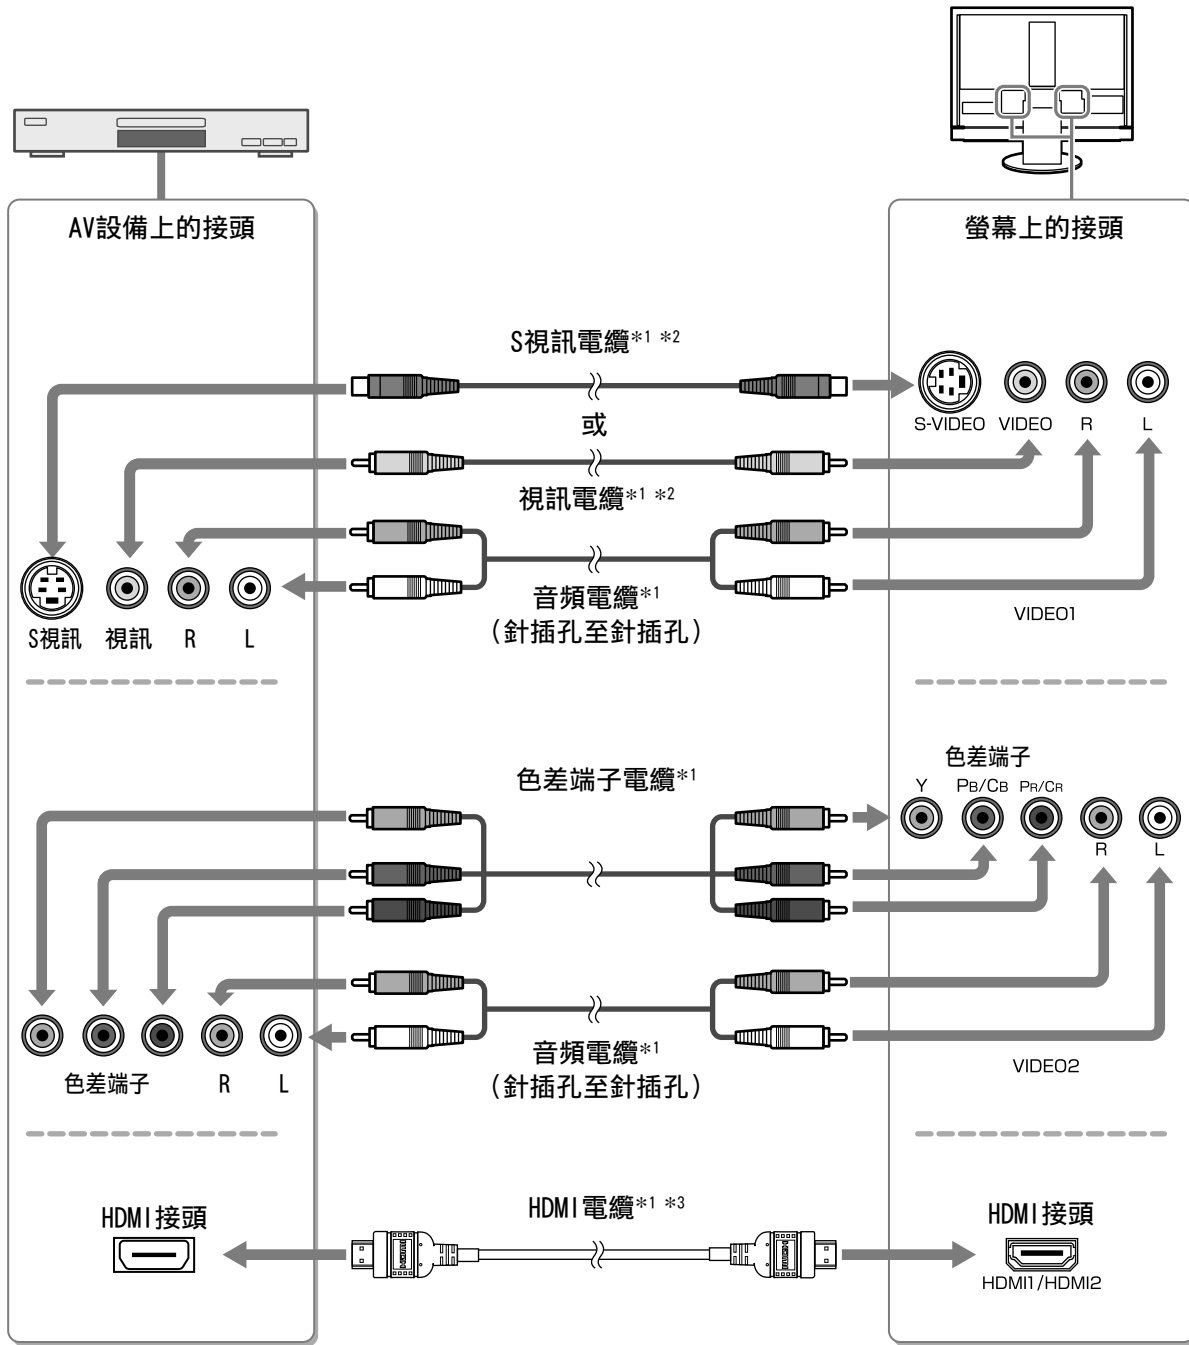 AV設備上的接頭
螢幕上的接頭
S視訊電纜*1 *2
S-VIDEO VIDEO R L
或
視訊電纜*1 *2
音頻電纜*1
(針插孔至針插孔)
VIDEO1
S視訊 視訊 R L
色差端子電纜*1
色差端子
Y PB/CB PR/CR
R L
音頻電纜*1
(針插孔至針插孔)
VIDEO2
色差端子 R L
HDMI電纜*1 *3
HDMI接頭
HDMI接頭
HDMI1/HDMI2